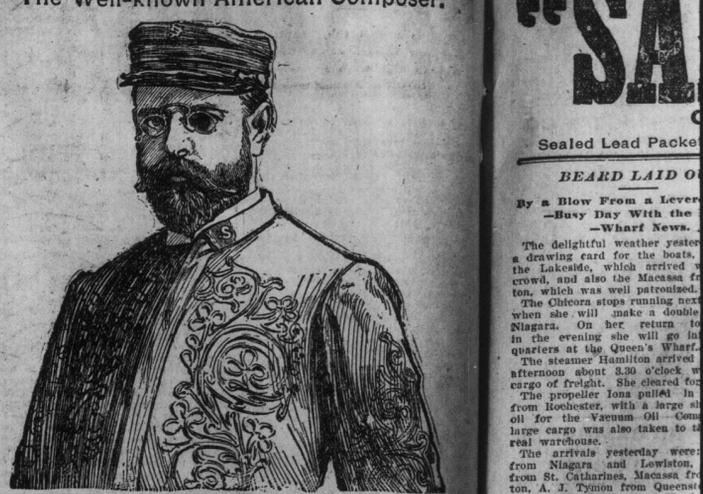 The Well-known American Composer.
S
S
"SA
Sealed Lead Packe
BEARD LAID O
By a Blow From a Lever
—Busy Day With the
—Wharf News.
The delightful weather yester
a drawing card for the boats.
the Lakeside, which arrived w
crowd, and also the Macassa fr
ton, which was well patronized.
The Chicora stops running next
when she will make a double
Niagara. On her return to
in the evening she will go in
quarters at the Queen's Wharf.
The steamer Hamilton arrived
afternoon about 3.30 o'clock w
cargo of freight. She cleared for
The propeller Iona pulled in
from Rochester, with a large sh
oil for the Vacuum Oil Com
large cargo was also taken to t
real warehouse.
The arrivals yesterday were:
from Niagara and Lewiston,
from St. Catharines, Macassa fr
ton, A. J. Tymon from Queenst